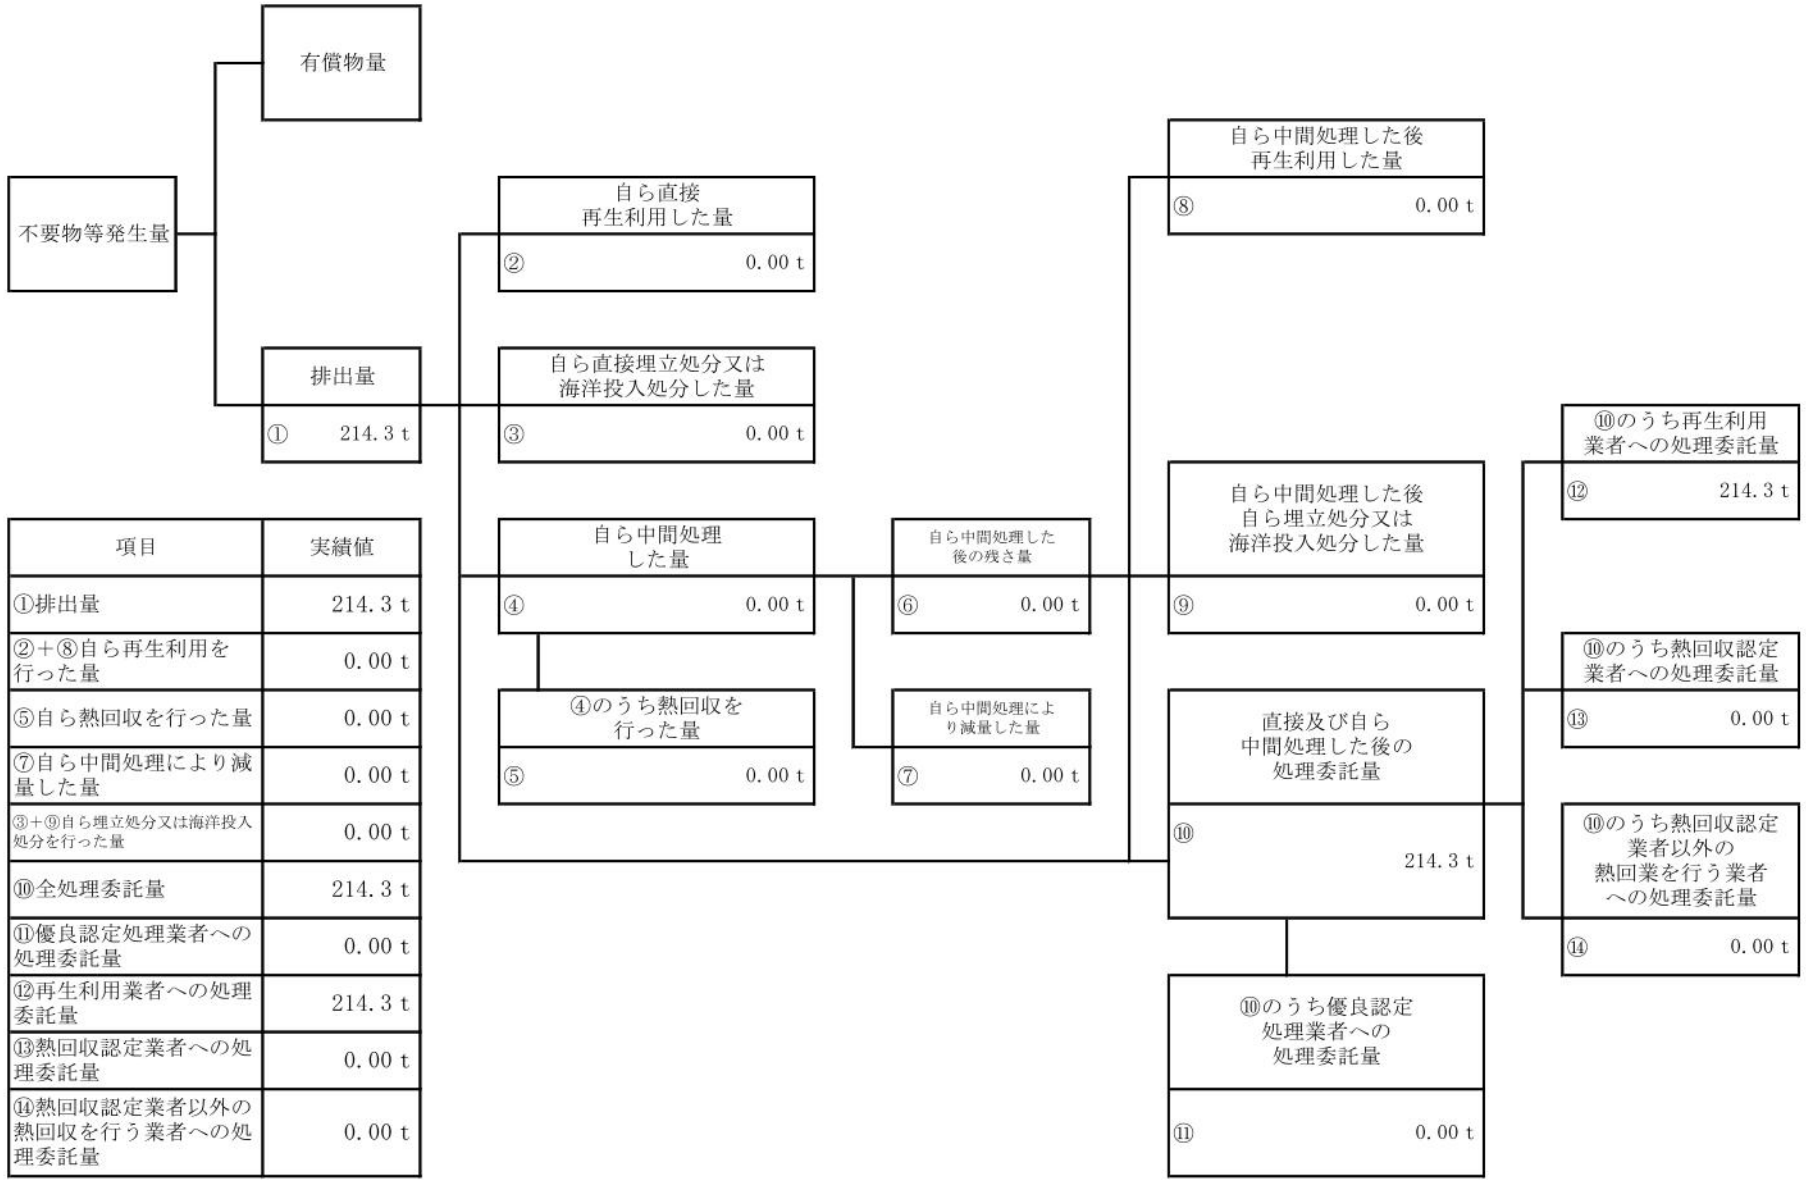 有償物量
不要物等発生量
排出量
① 214.3 t
自ら直接
再生利用した量
② 0.00 t
自ら直接埋立処分又は
海洋投入処分した量
③ 0.00 t
自ら中間処理
した量
④ 0.00 t
④のうち熱回収を
行った量
⑤ 0.00 t
自ら中間処理した
後の残さ量
⑥ 0.00 t
自ら中間処理によ
り減量した量
⑦ 0.00 t
自ら中間処理した後
再生利用した量
⑧ 0.00 t
自ら中間処理した後
自ら埋立処分又は
海洋投入処分した量
⑨ 0.00 t
直接及び自ら
中間処理した後の
処理委託量
⑩
214.3 t
⑩のうち優良認定
処理業者への
処理委託量
⑪ 0.00 t
⑩のうち再生利用
業者への処理委託量
⑫ 214.3 t
⑩のうち熱回収認定
業者への処理委託量
⑬ 0.00 t
⑩のうち熱回収認定
業者以外の
熱回業を行う業者
への処理委託量
⑭ 0.00 t
項目 実績値
①排出量 214.3 t
②+⑧自ら再生利用を
行った量 0.00 t
⑤自ら熱回収を行った量 0.00 t
⑦自ら中間処理により減
量した量 0.00 t
③+⑨自ら埋立処分又は海洋投入
処分を行った量 0.00 t
⑩全処理委託量 214.3 t
⑪優良認定処理業者への
処理委託量 0.00 t
⑫再生利用業者への処理
委託量 214.3 t
⑬熱回収認定業者への処
理委託量 0.00 t
⑭熱回収認定業者以外の
熱回収を行う業者への処
理委託量 0.00 t